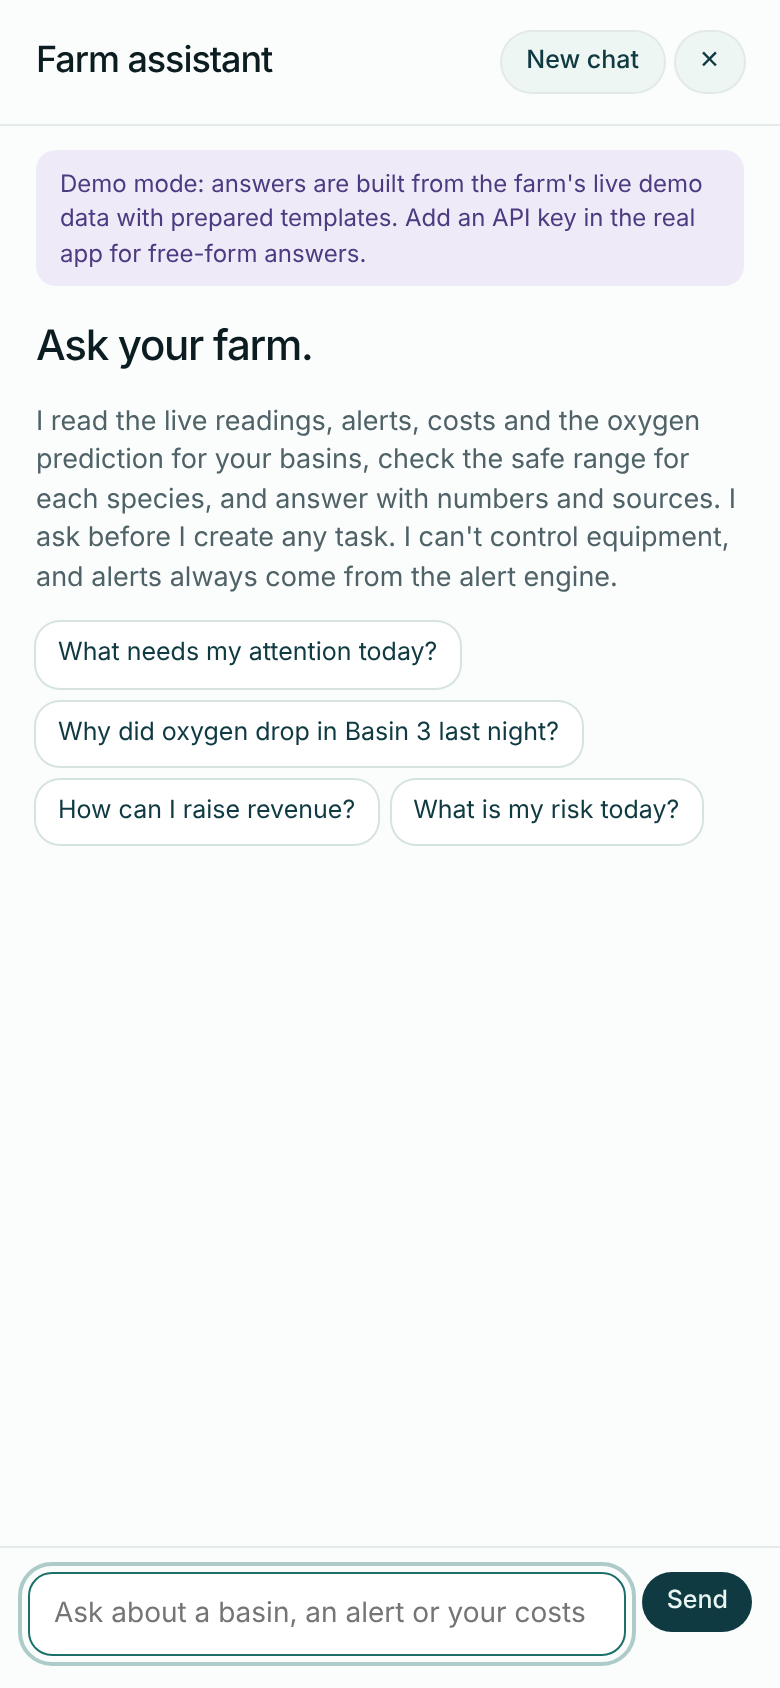 Farm assistant
New chat
×
Demo mode: answers are built from the farm's live demo
data with prepared templates. Add an API key in the real
app for free-form answers.
Ask your farm.
I read the live readings, alerts, costs and the oxygen
prediction for your basins, check the safe range for
each species, and answer with numbers and sources. I
ask before I create any task. I can't control equipment,
and alerts always come from the alert engine.
What needs my attention today?
Why did oxygen drop in Basin 3 last night?
How can I raise revenue?
What is my risk today?
Ask about a basin, an alert or your costs
Send